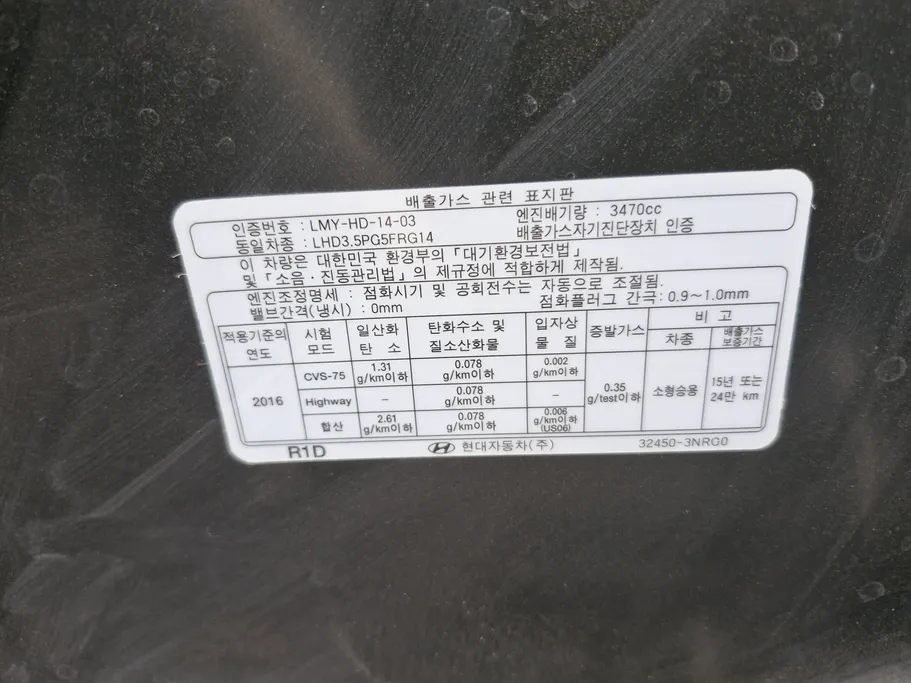 배출가스 관련 표지판
인증번호 : LMY-HD-14-03 엔진배기량 : 3470cc
동일차종 : LHD3.5PG5FRG14 배출가스자기진단장치 인증
이 차량은 대한민국 환경부의 「대기환경보전법」
및 「소음·진동관리법」의 제규정에 적합하게 제작됨.
엔진조정명세 : 점화시기 및 공회전수는 자동으로 조절됨.
밸브간격(냉시) : 0mm 점화플러그 간극: 0.9~1.0mm
적용기준의 연도 시험 모드 일산화 탄소 탄화수소 및 질소산화물 입자상 물질 증발가스 비고
차종 배출가스 보증기간
2016 CVS-75 1.31 g/km이하 0.078 g/km이하 0.002 g/km이하 0.35 g/test이하 소형승용 15년 또는 24만 km
Highway - 0.078 g/km이하 -
합산 2.61 g/km이하 0.078 g/km이하 0.006 g/km이하 (US06)
R1D 현대자동차(주) 32450-3NRG0